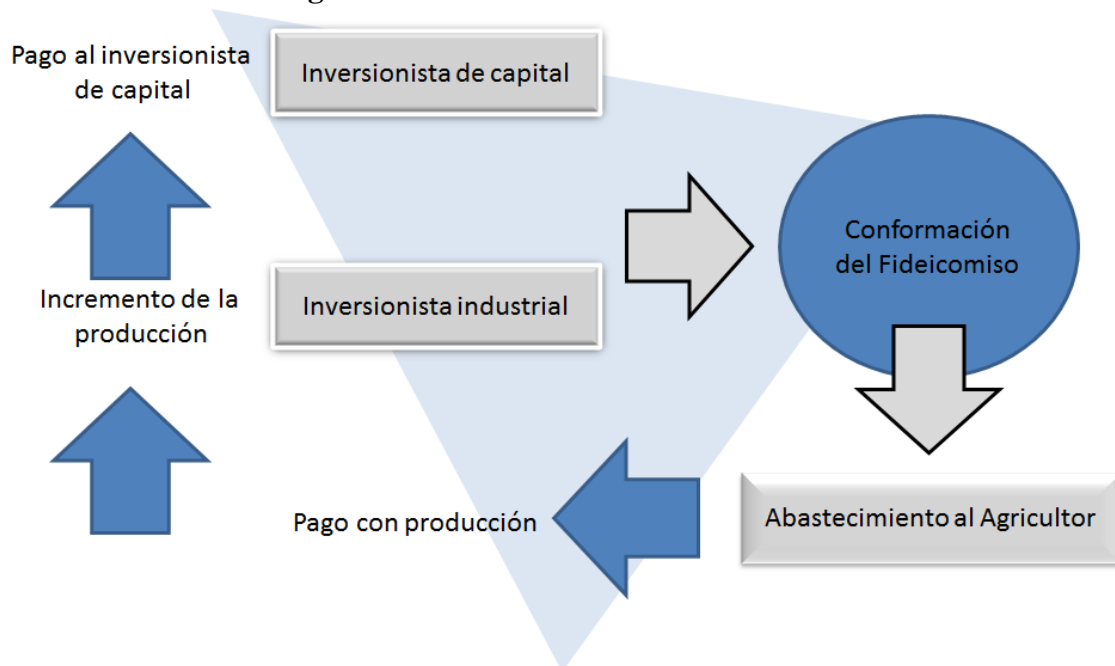 Pago al inversionista
de capital
Inversionista de capital
Conformación
del Fideicomiso
Incremento de la
producción
Inversionista industrial
Pago con producción
Abastecimiento al Agricultor